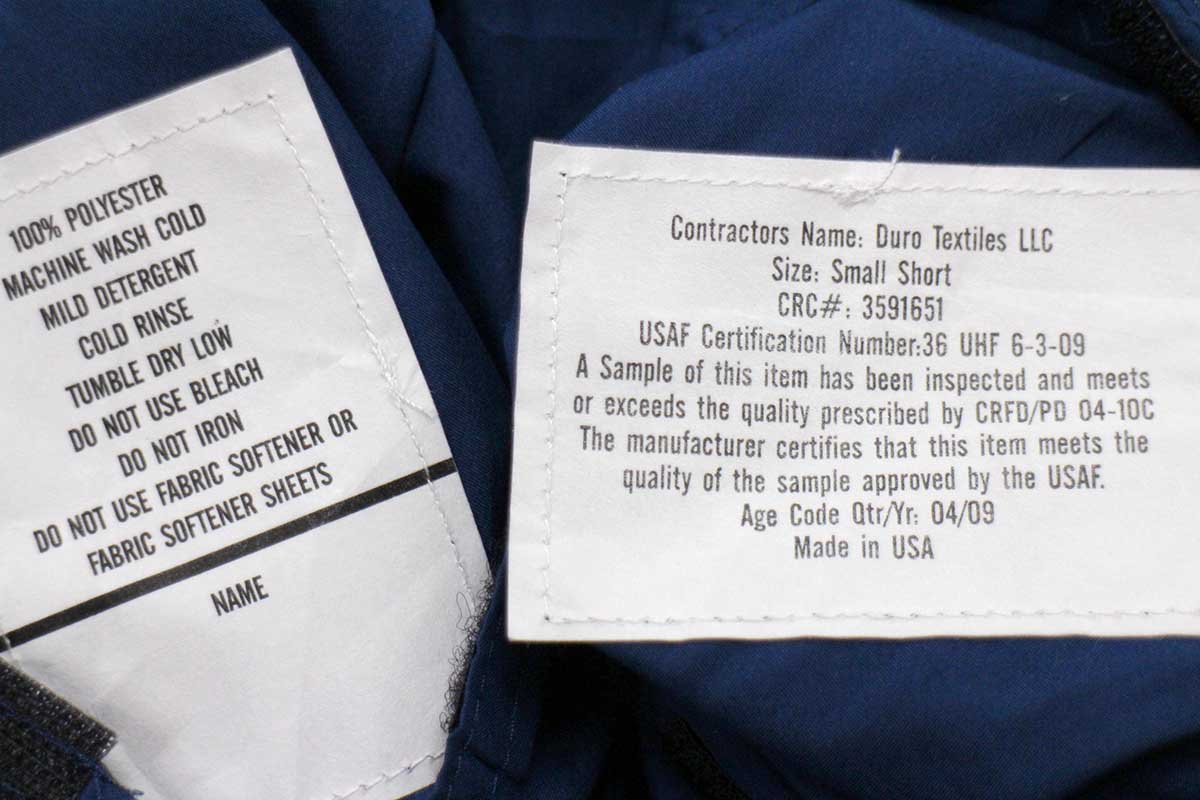 100% POLYESTER
MACHINE WASH COLD
MILD DETERGENT
COLD RINSE
TUMBLE DRY LOW
DO NOT USE BLEACH
DO NOT IRON
DO NOT USE FABRIC SOFTENER OR
FABRIC SOFTENER SHEETS
NAME
Contractors Name: Duro Textiles LLC
Size: Small Short
CRC#: 3591651
USAF Certification Number:36 UHF 6-3-09
A Sample of this item has been inspected and meets
or exceeds the quality prescribed by CRFD/PD 04-10C
The manufacturer certifies that this item meets the
quality of the sample approved by the USAF.
Age Code Qtr/Yr: 04/09
Made in USA